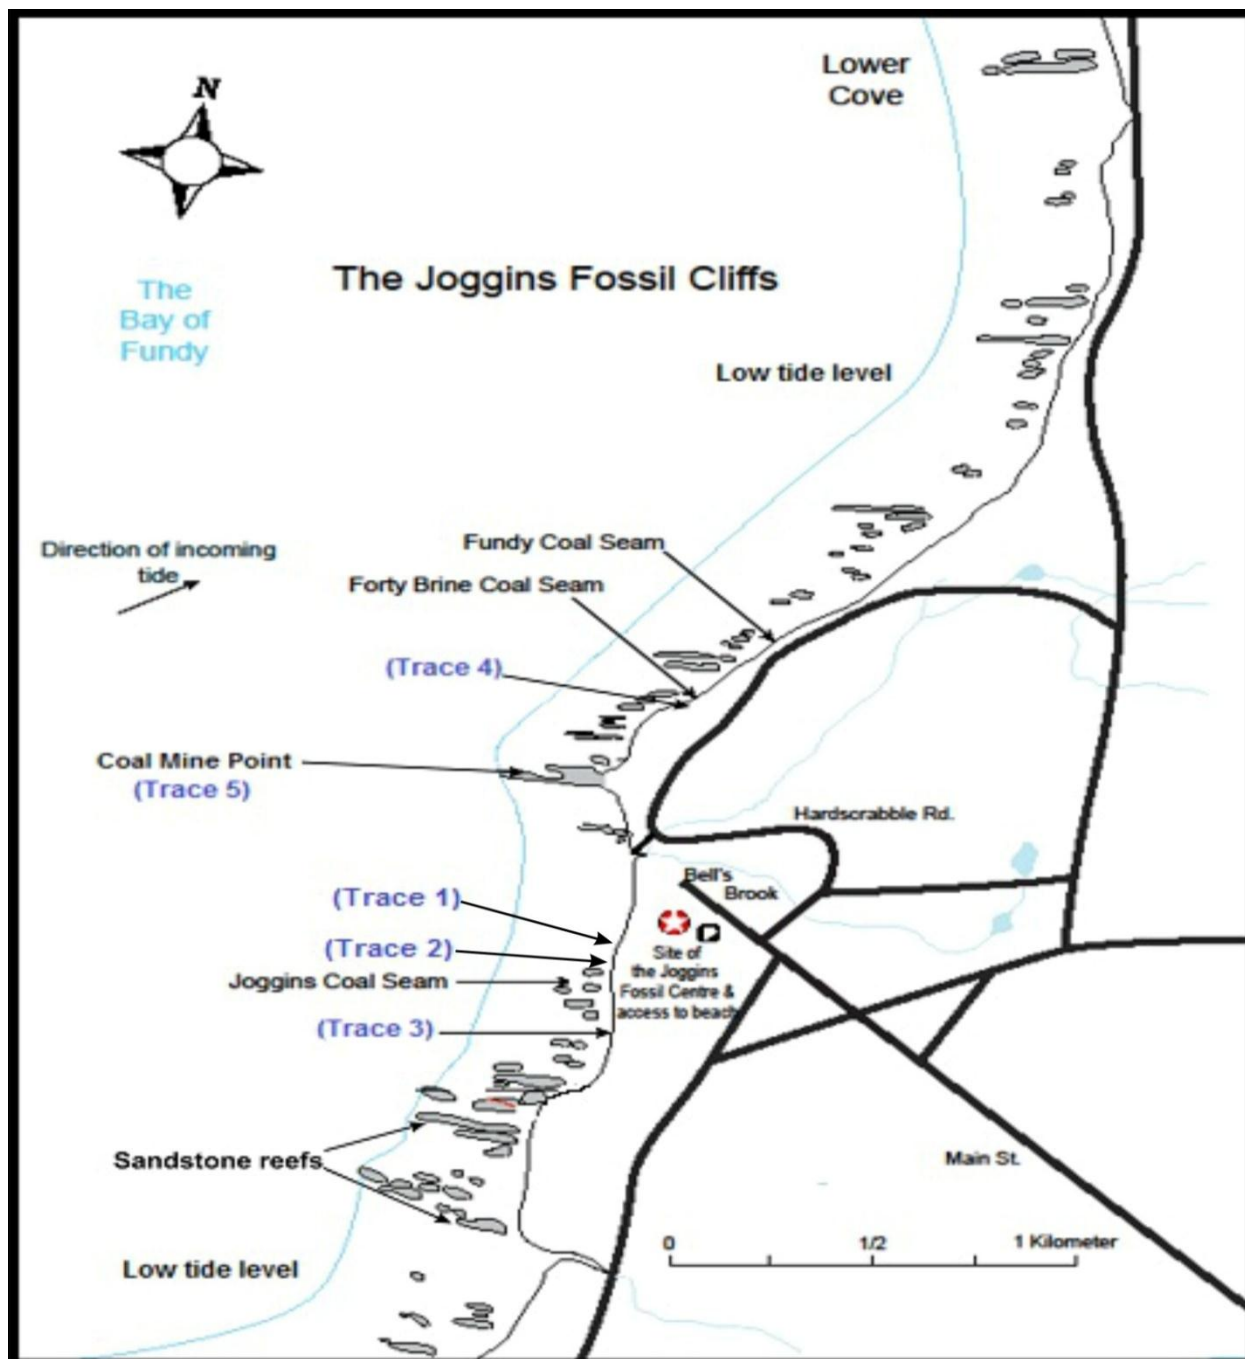 Lower
Cove
N
The Joggins Fossil Cliffs
The
Bay of
Fundy
Low tide level
Fundy Coal Seam
Direction of incoming
tide
Forty Brine Coal Seam
(Trace 4)
Coal Mine Point
(Trace 5)
Hardscrabble Rd.
Bell's
Brook
(Trace 1)
(Trace 2)
Site of
the Joggins
Fossil Centre &
access to beach
Joggins Coal Seam
(Trace 3)
Sandstone reefs
Main St.
0 1/2 1 Kilometer
Low tide level